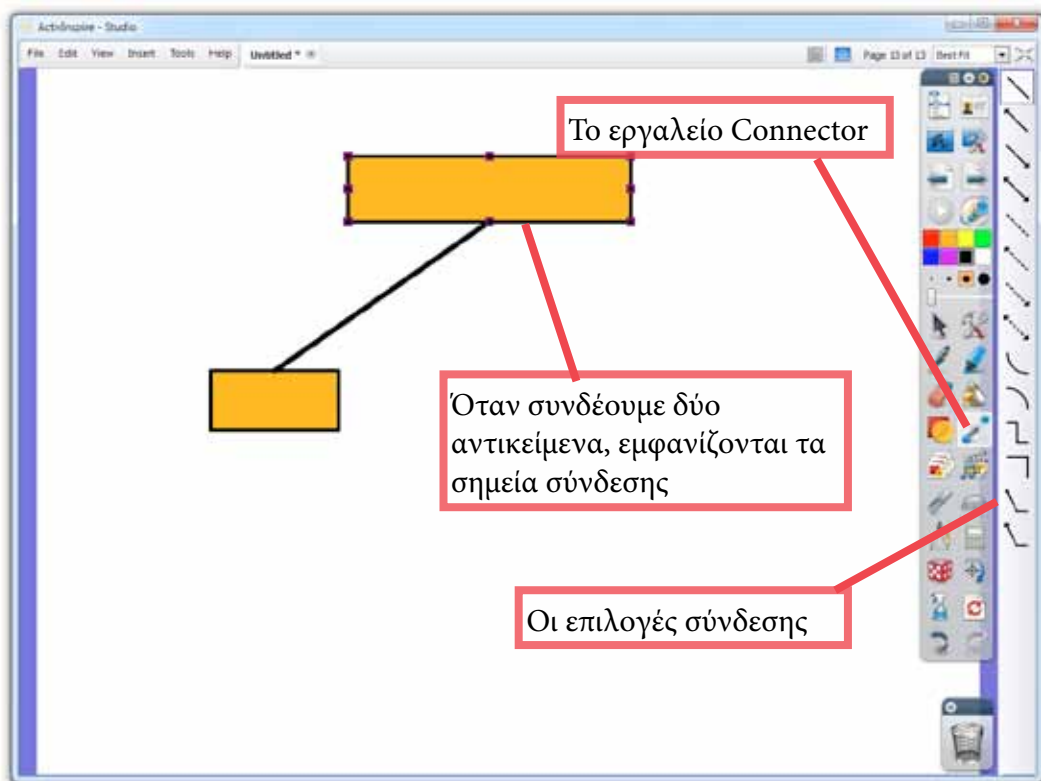 ActivInspire - Studio
File Edit View Insert Tools Help Untitled *
Page 13 of 13 Best Fit
Το εργαλείο Connector
Όταν συνδέουμε δύο
αντικείμενα, εμφανίζονται τα
σημεία σύνδεσης
Οι επιλογές σύνδεσης